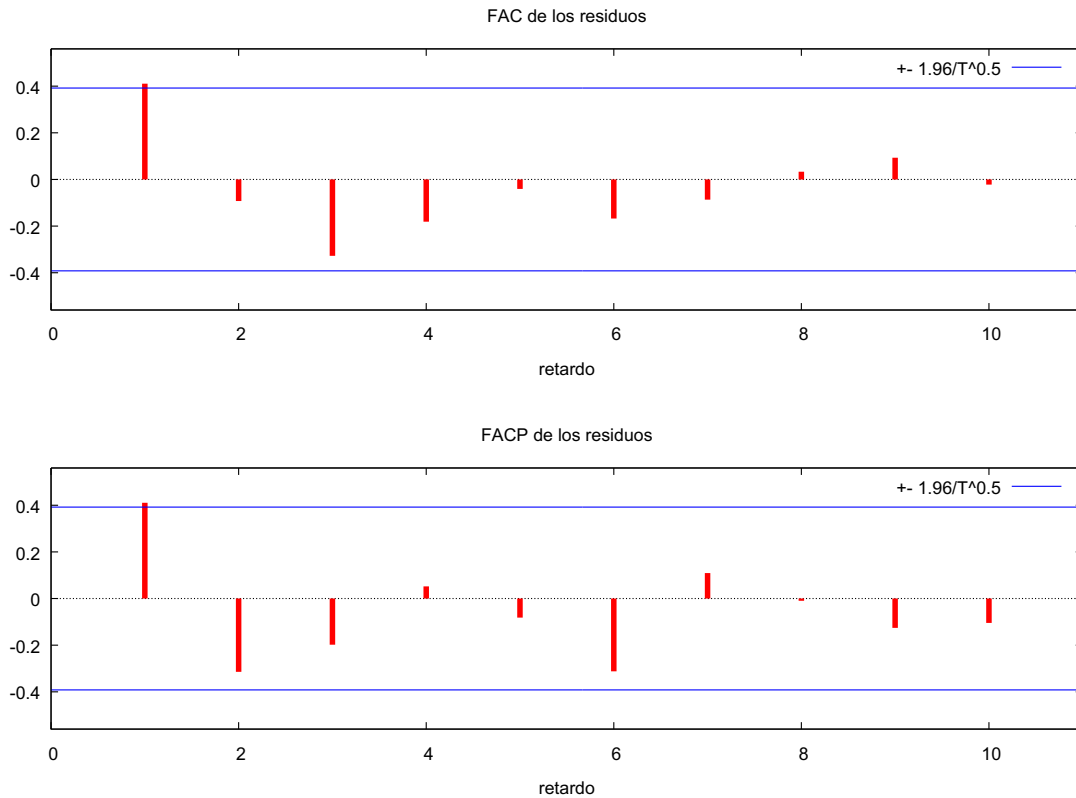 FAC de los residuos
+- 1.96/T^0.5
0.4
0.2
0
-0.2
-0.4
0 2 4 6 8 10
retardo
FACP de los residuos
+- 1.96/T^0.5
0.4
0.2
0
-0.2
-0.4
0 2 4 6 8 10
retardo